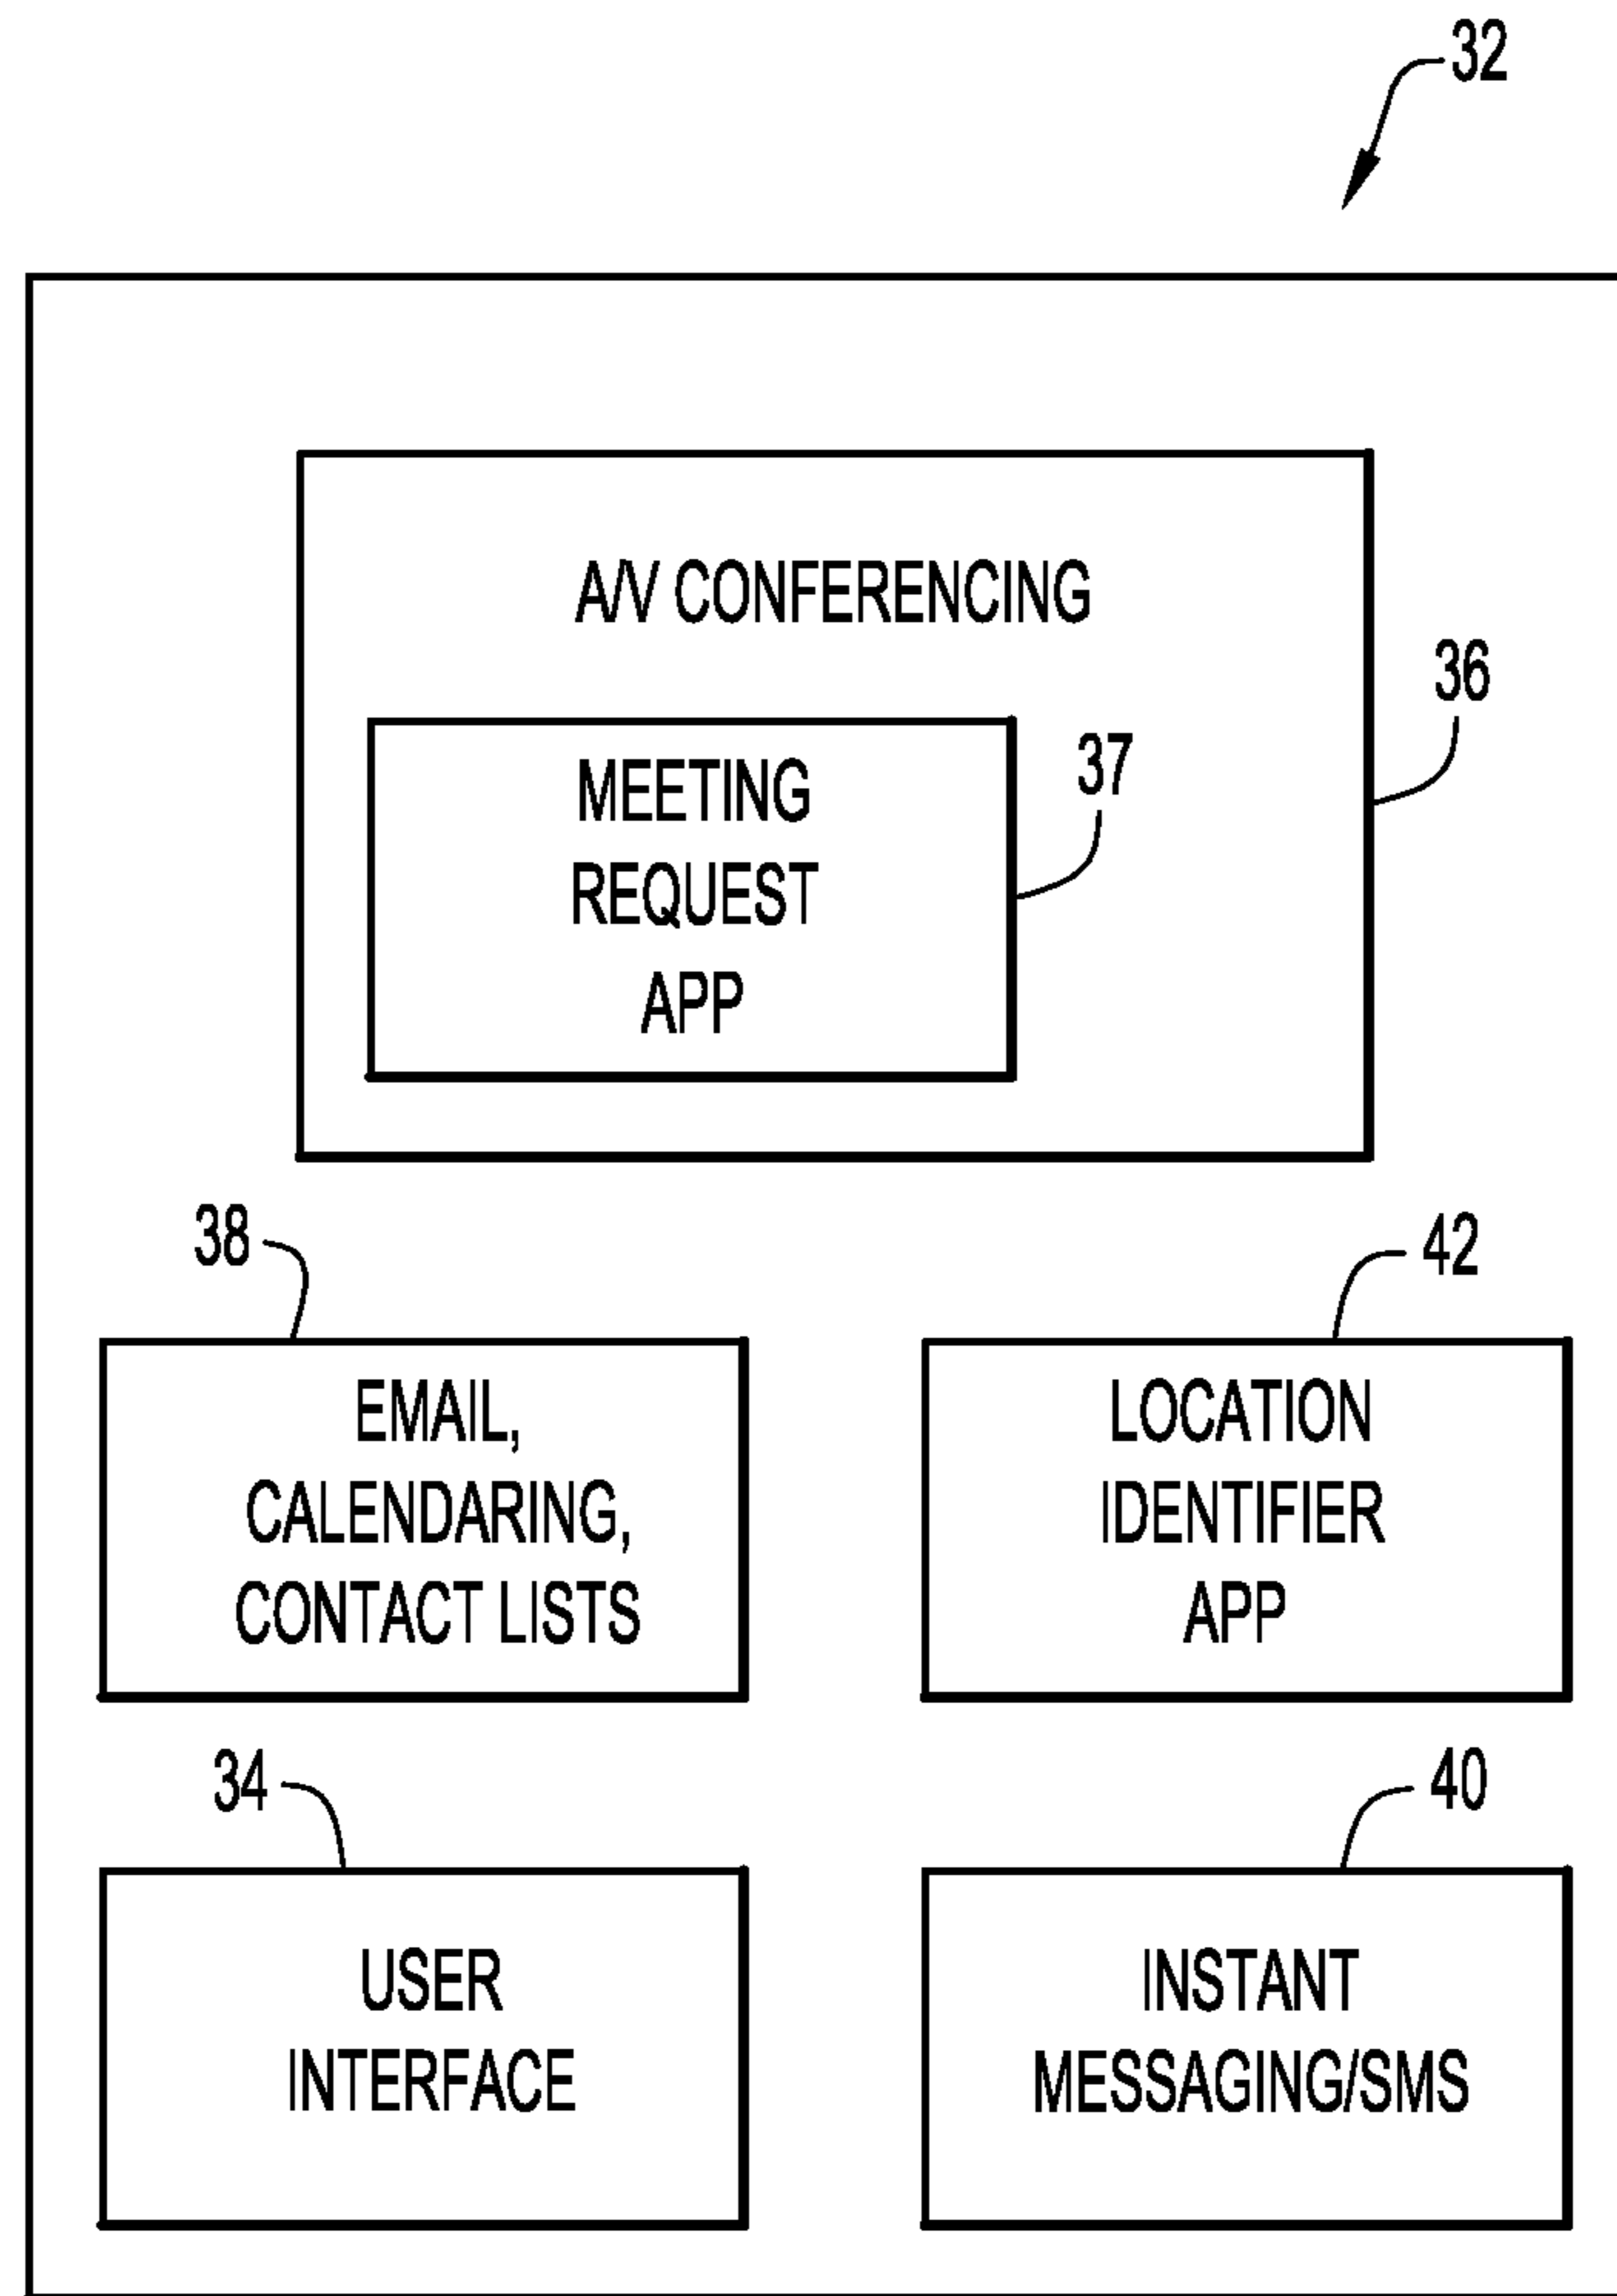 32
A/V CONFERENCING
36
MEETING
REQUEST
APP
37
38
42
EMAIL,
CALENDARING,
CONTACT LISTS
LOCATION
IDENTIFIER
APP
34
40
USER
INTERFACE
INSTANT
MESSAGING/SMS